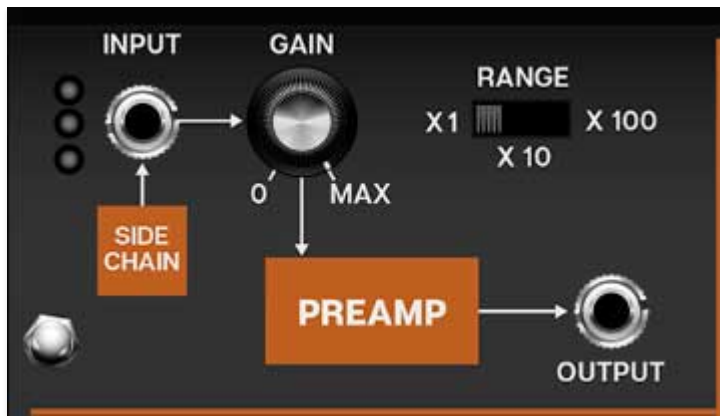 INPUT
GAIN
RANGE
X1
X 100
X 10
0
MAX
SIDE
CHAIN
PREAMP
OUTPUT